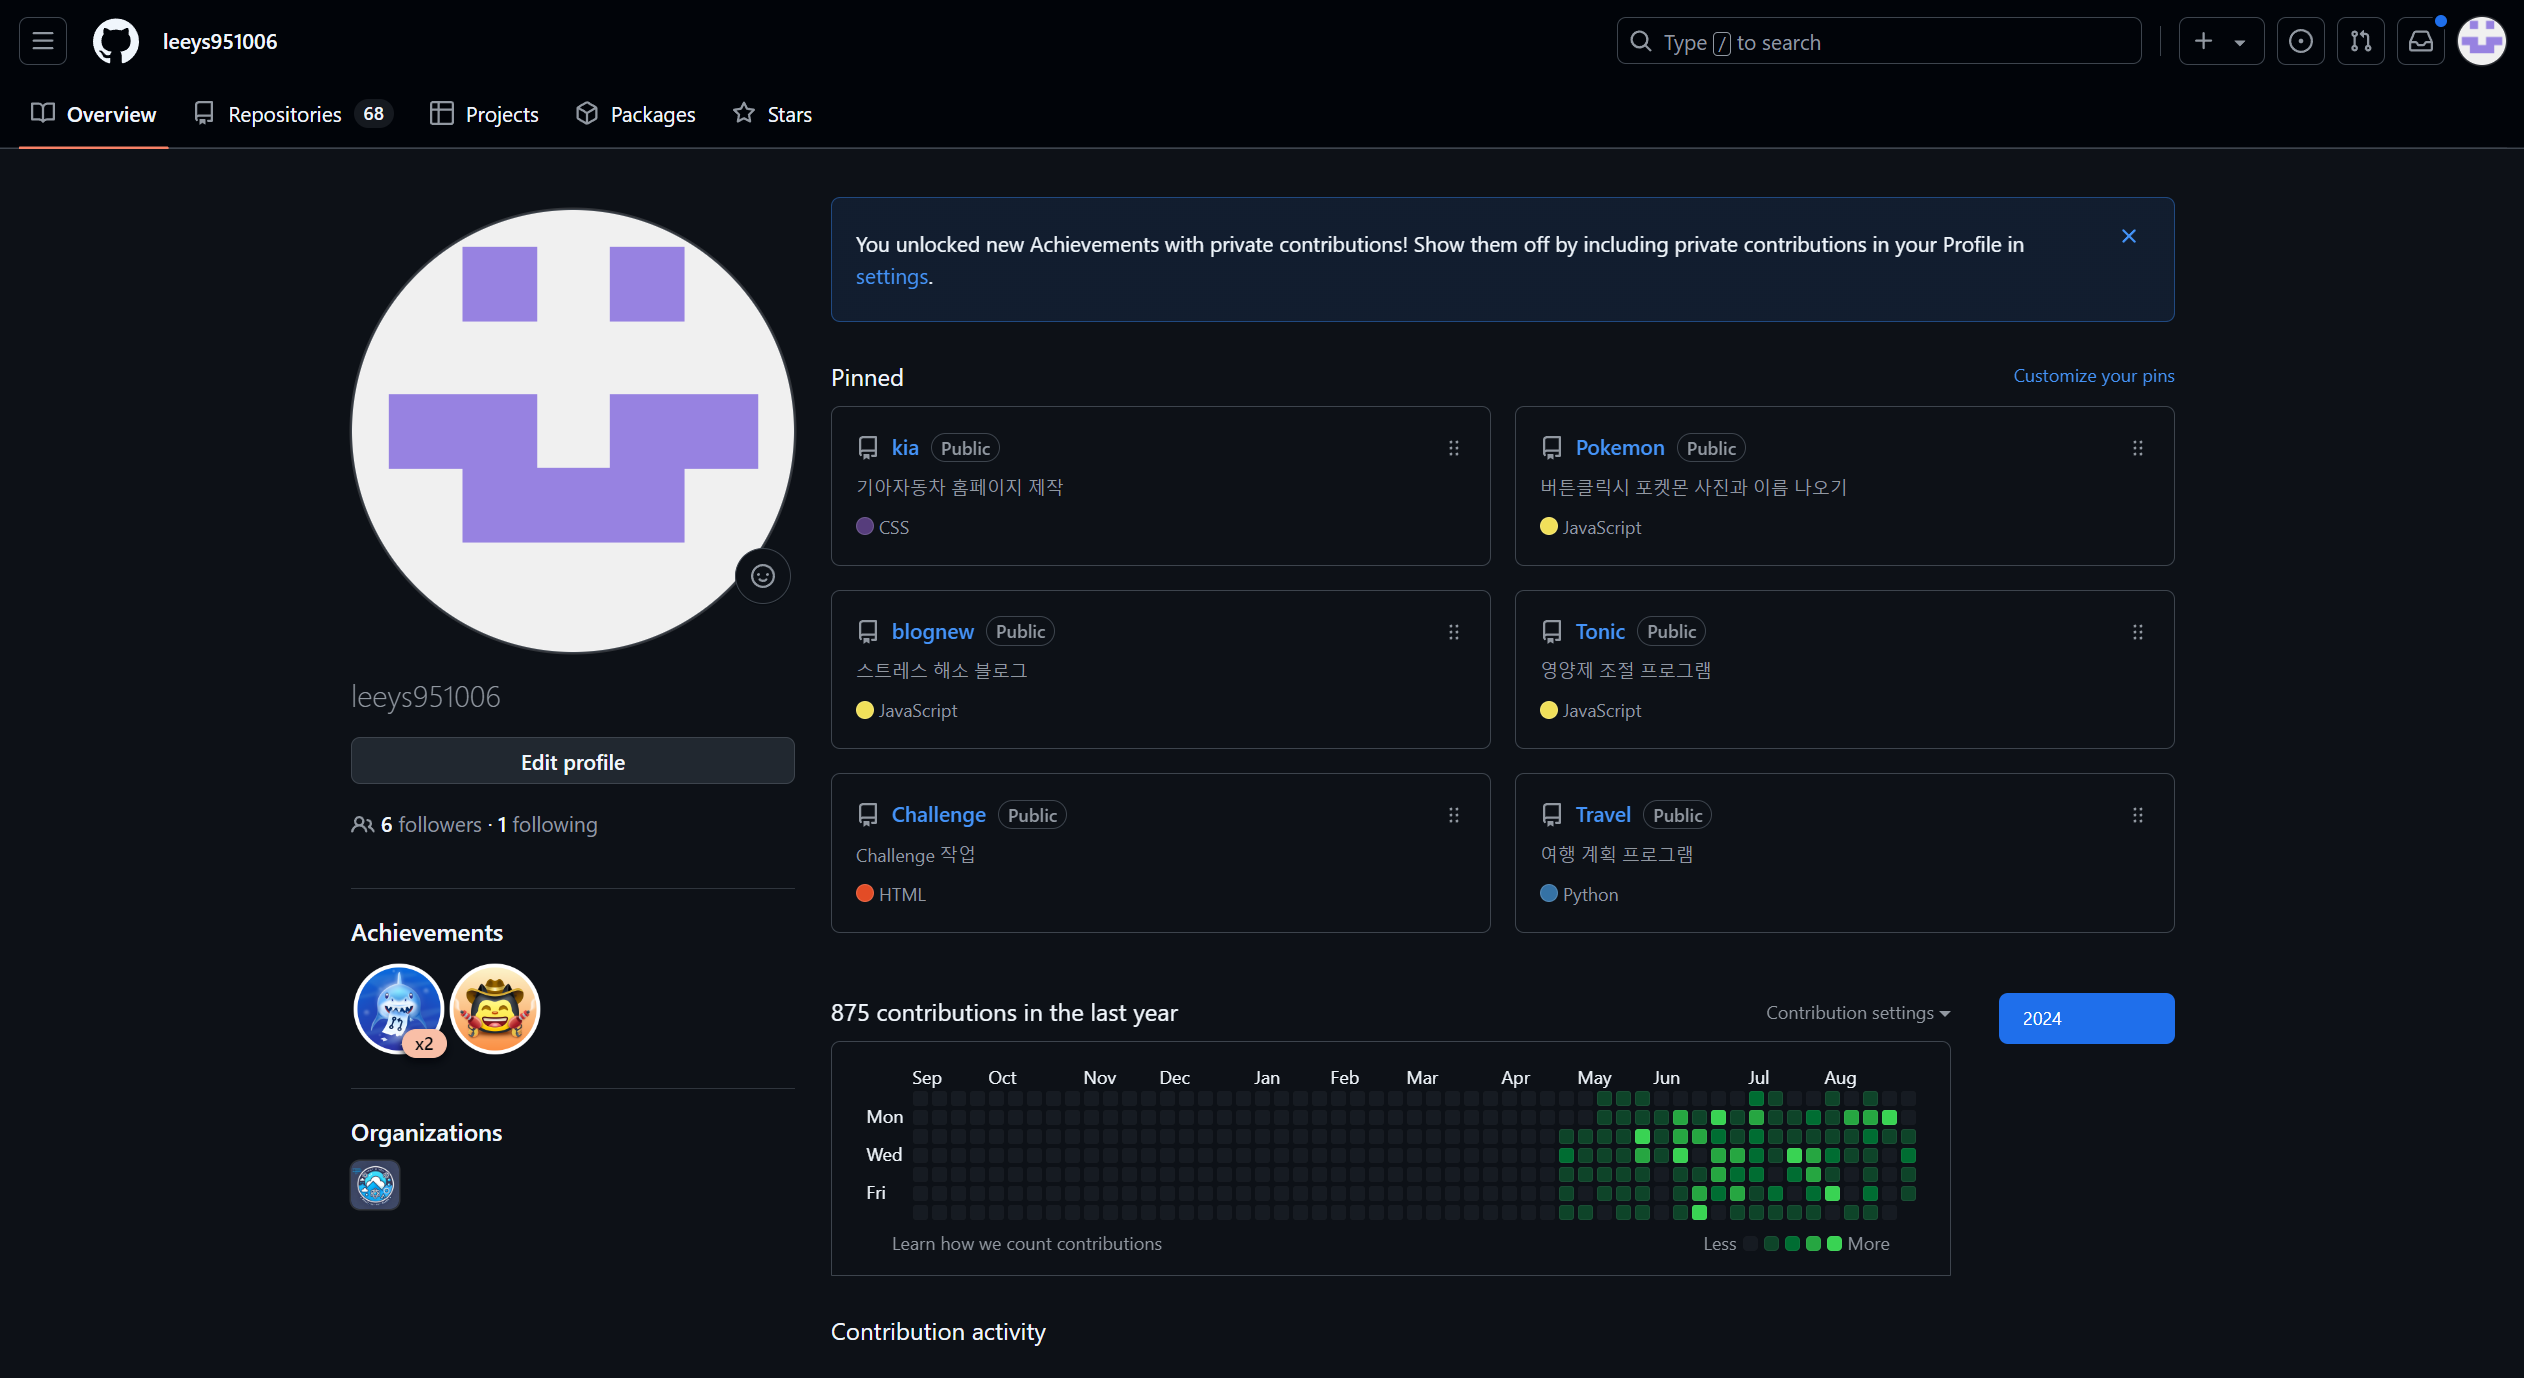 leeys951006
Type / to search
Overview
Repositories 68
Projects
Packages
Stars
You unlocked new Achievements with private contributions! Show them off by including private contributions in your Profile in
settings.
Pinned
Customize your pins
kia Public
기아자동차 홈페이지 제작
CSS
Pokemon Public
버튼클릭시 포켓몬 사진과 이름 나오기
JavaScript
blognew Public
스트레스 해소 블로그
JavaScript
Tonic Public
영양제 조절 프로그램
JavaScript
Challenge Public
Challenge 작업
HTML
Travel Public
여행 계획 프로그램
Python
leeys951006
Edit profile
6 followers · 1 following
Achievements
x2
Organizations
875 contributions in the last year
Contribution settings
2024
Sep Oct Nov Dec Jan Feb Mar Apr May Jun Jul Aug
Mon
Wed
Fri
Learn how we count contributions
Less More
Contribution activity